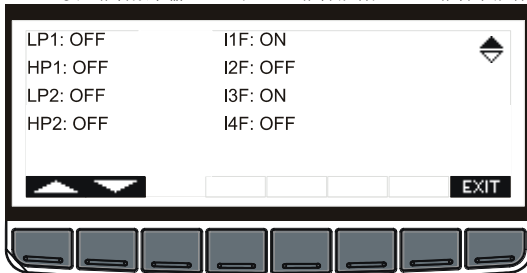 LP1: OFF I1F: ON
HP1: OFF I2F: OFF
LP2: OFF I3F: ON
HP2: OFF I4F: OFF
EXIT